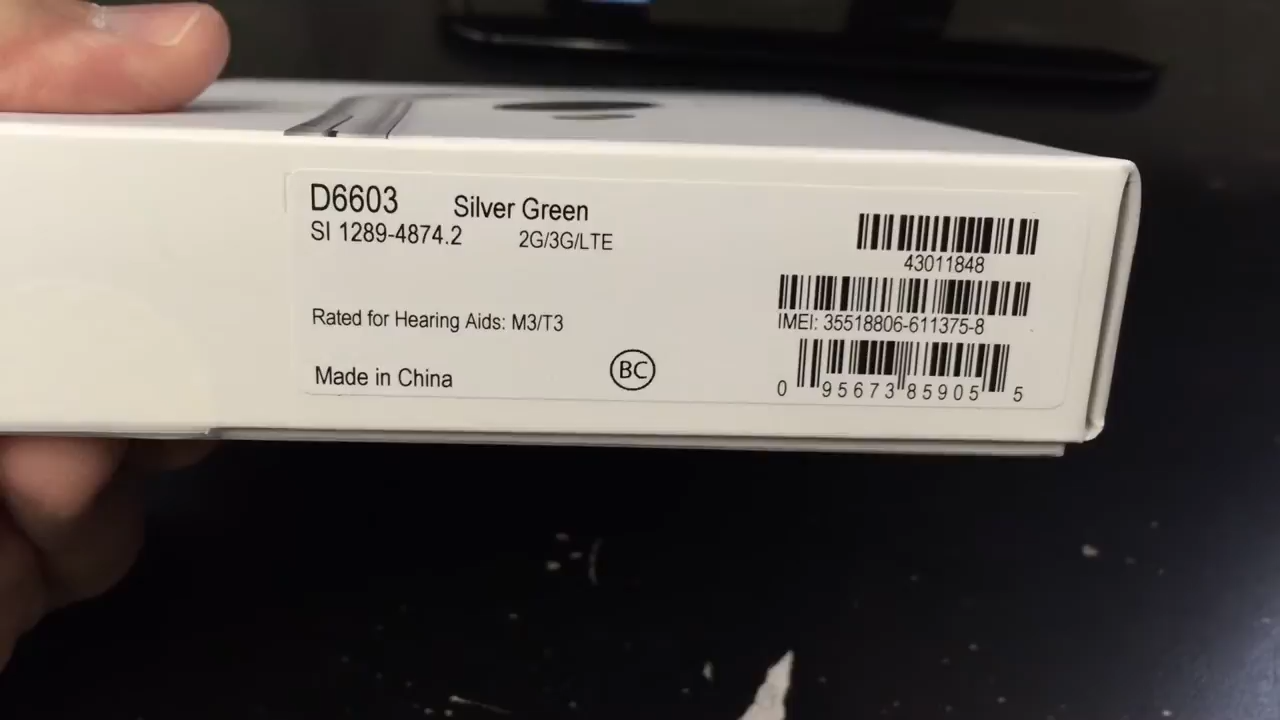 D6603 Silver Green
SI 1289-4874.2 2G/3G/LTE
43011848
IMEI: 35518806-611375-8
Rated for Hearing Aids: M3/T3
BC
Made in China
0 95673 85905 5